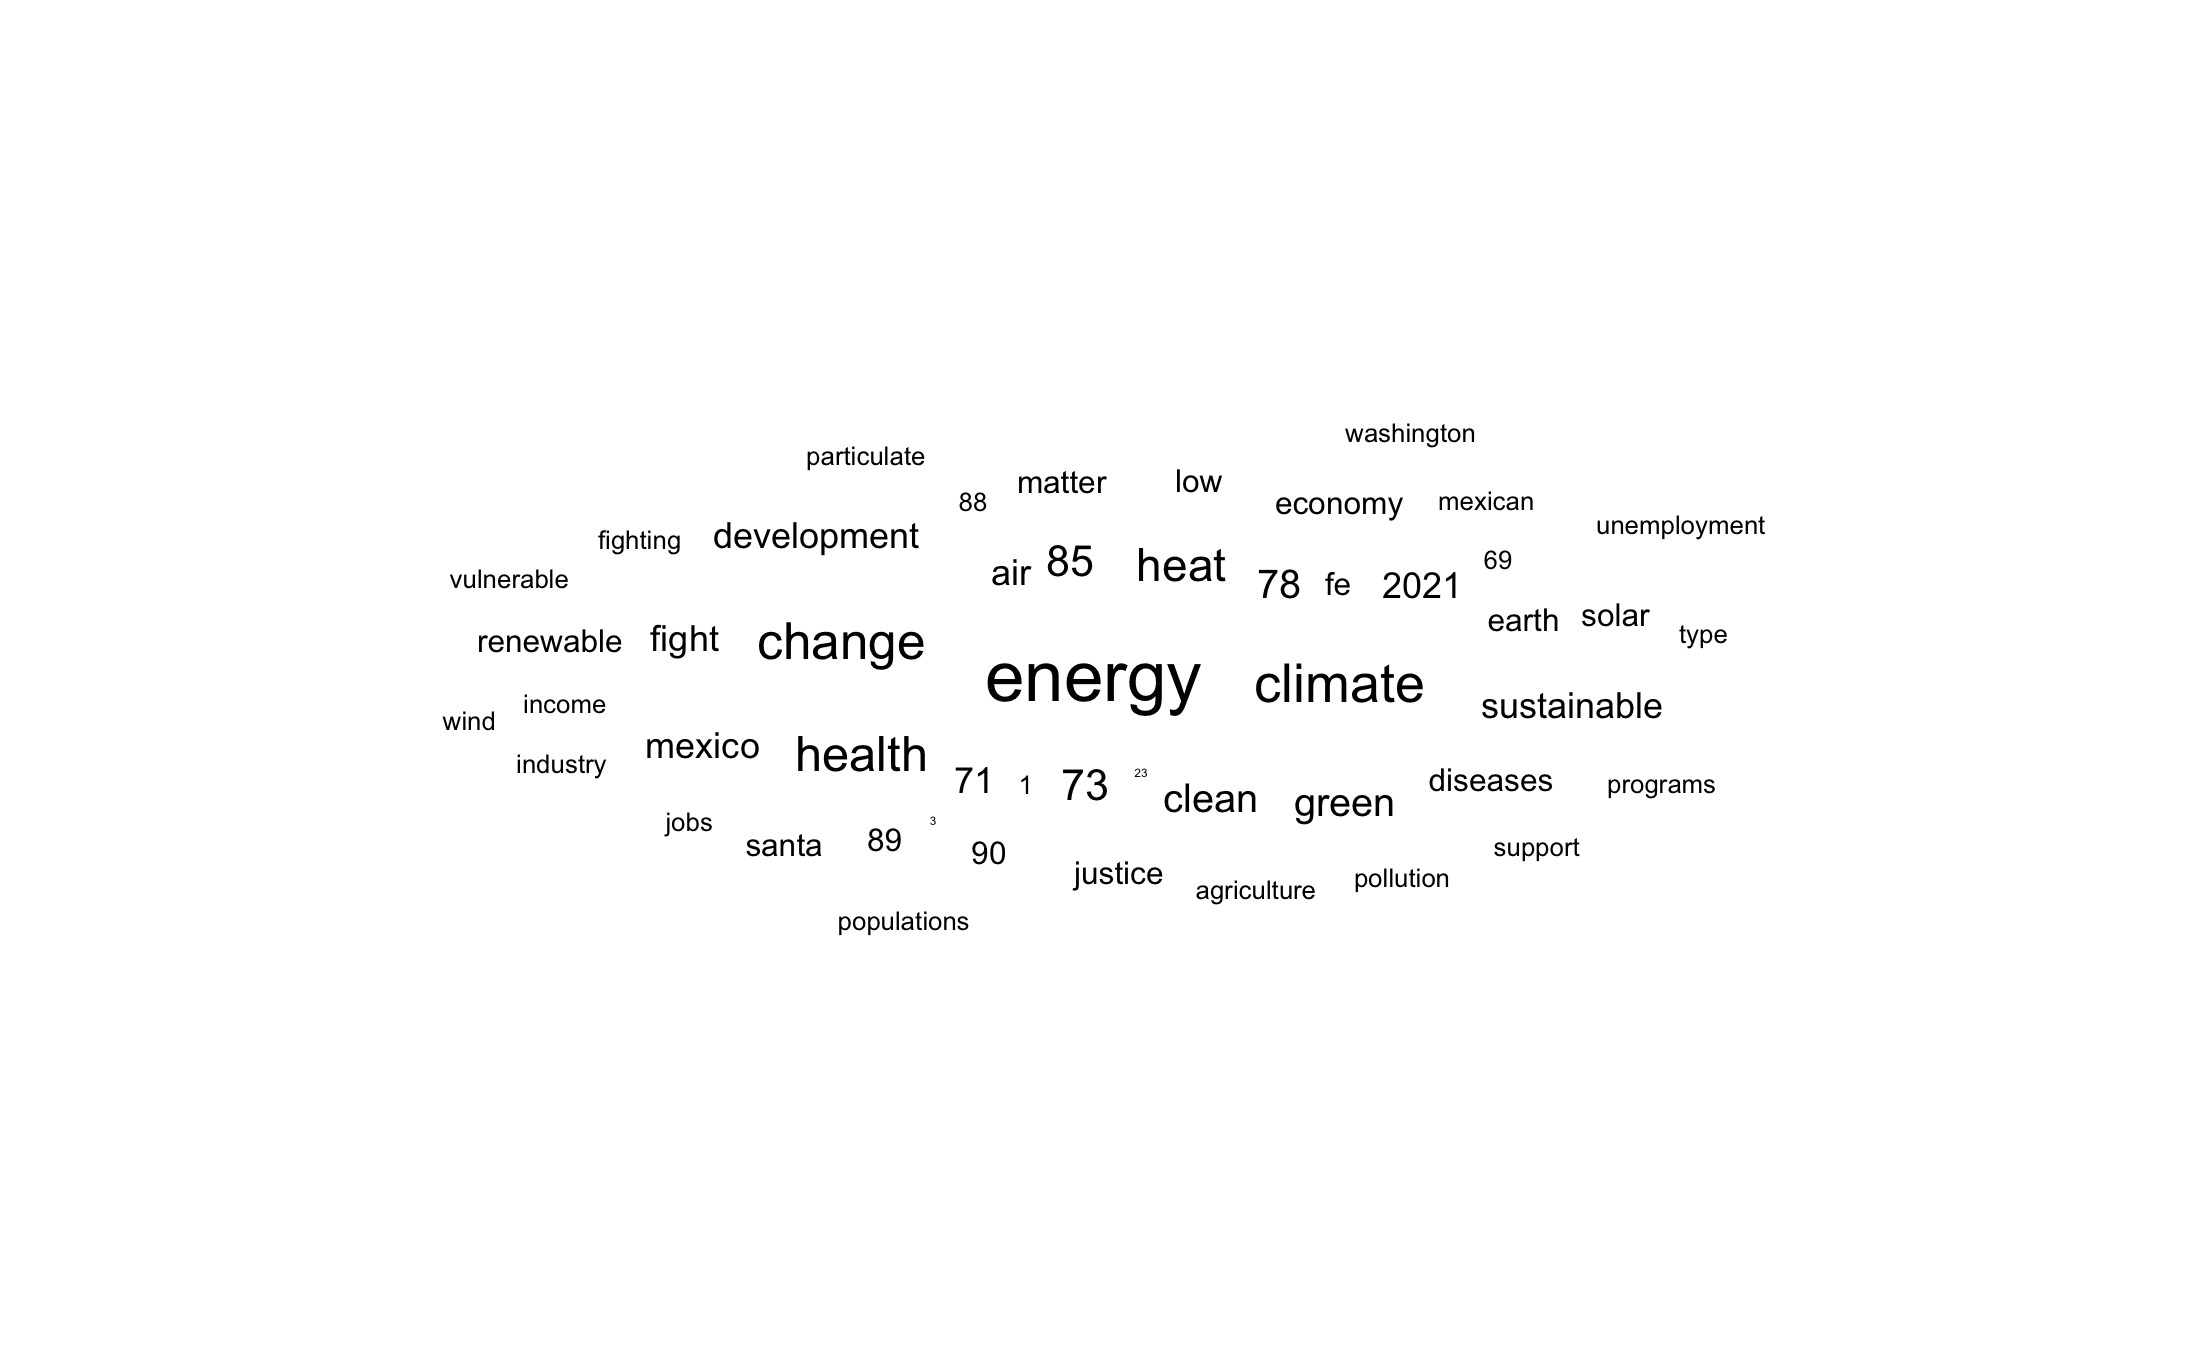 washington
particulate
matter low
88 economy mexican
unemployment
fighting development
air 85 heat 78 fe 2021 69
vulnerable
earth solar
renewable fight change type
energy climate
wind income sustainable
industry mexico health
71 1 73 23 clean green diseases programs
jobs santa 89 3 90
support
justice agriculture pollution
populations